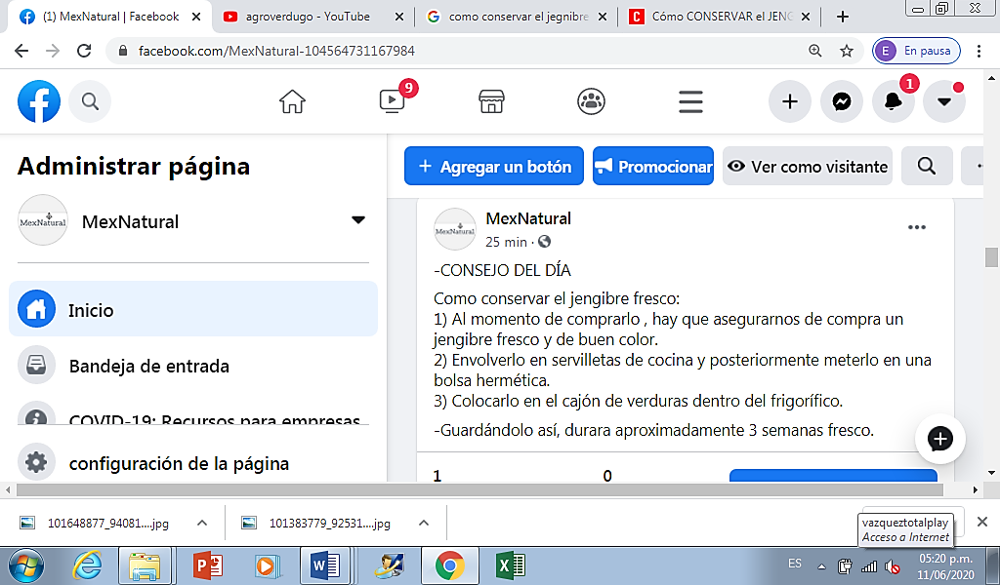 (1) MexNatural | Facebook
agroverdugo - YouTube
como conservar el jegnibre
Cómo CONSERVAR el JENG
facebook.com/MexNatural-104564731167984
E En pausa
9
1
Administrar página
+ Agregar un botón
Promocionar
Ver como visitante
MexNatural
MexNatural
Inicio
Bandeja de entrada
COVID-19: Recursos para empresas
configuración de la página
MexNatural
MexNatural
25 min ·
-CONSEJO DEL DÍA
Como conservar el jengibre fresco:
1) Al momento de comprarlo , hay que asegurarnos de compra un
jengibre fresco y de buen color.
2) Envolverlo en servilletas de cocina y posteriormente meterlo en una
bolsa hermética.
3) Colocarlo en el cajón de verduras dentro del frigorífico.
-Guardándolo así, durara aproximadamente 3 semanas fresco.
1 0
101648877_94081....jpg
101383779_92531....jpg
vazqueztotalplay
Acceso a Internet
ES
05:20 p.m.
11/06/2020